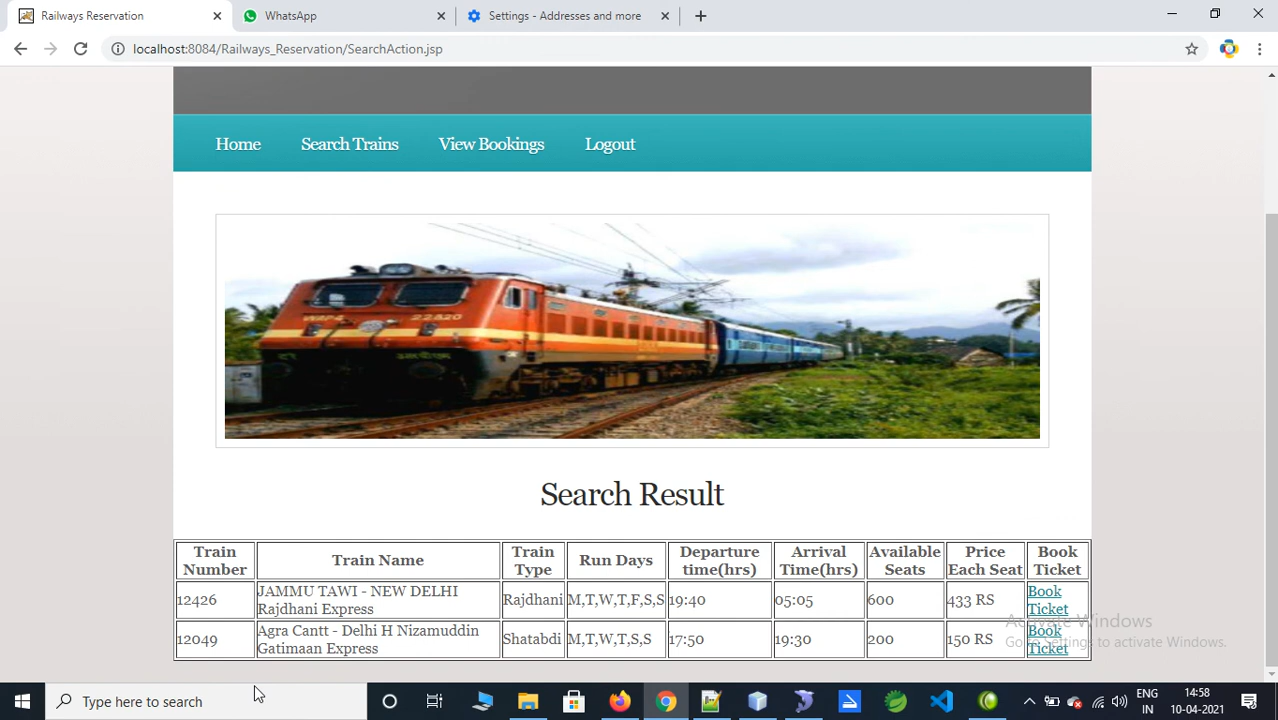 Railways Reservation
WhatsApp
Settings - Addresses and more
localhost:8084/Railways_Reservation/SearchAction.jsp
Home Search Trains View Bookings Logout
WAP4 22820
Search Result
Train Number Train Name Train Type Run Days Departure time(hrs) Arrival Time(hrs) Available Seats Price Each Seat Book Ticket
12426 JAMMU TAWI - NEW DELHI Rajdhani Express Rajdhani M,T,W,T,F,S,S 19:40 05:05 600 433 RS Book Ticket
12049 Agra Cantt - Delhi H Nizamuddin Gatimaan Express Shatabdi M,T,W,T,S,S 17:50 19:30 200 150 RS Book Ticket
Activate Windows
Go to Settings to activate Windows.
Type here to search
ENG 14:58
IN 10-04-2021